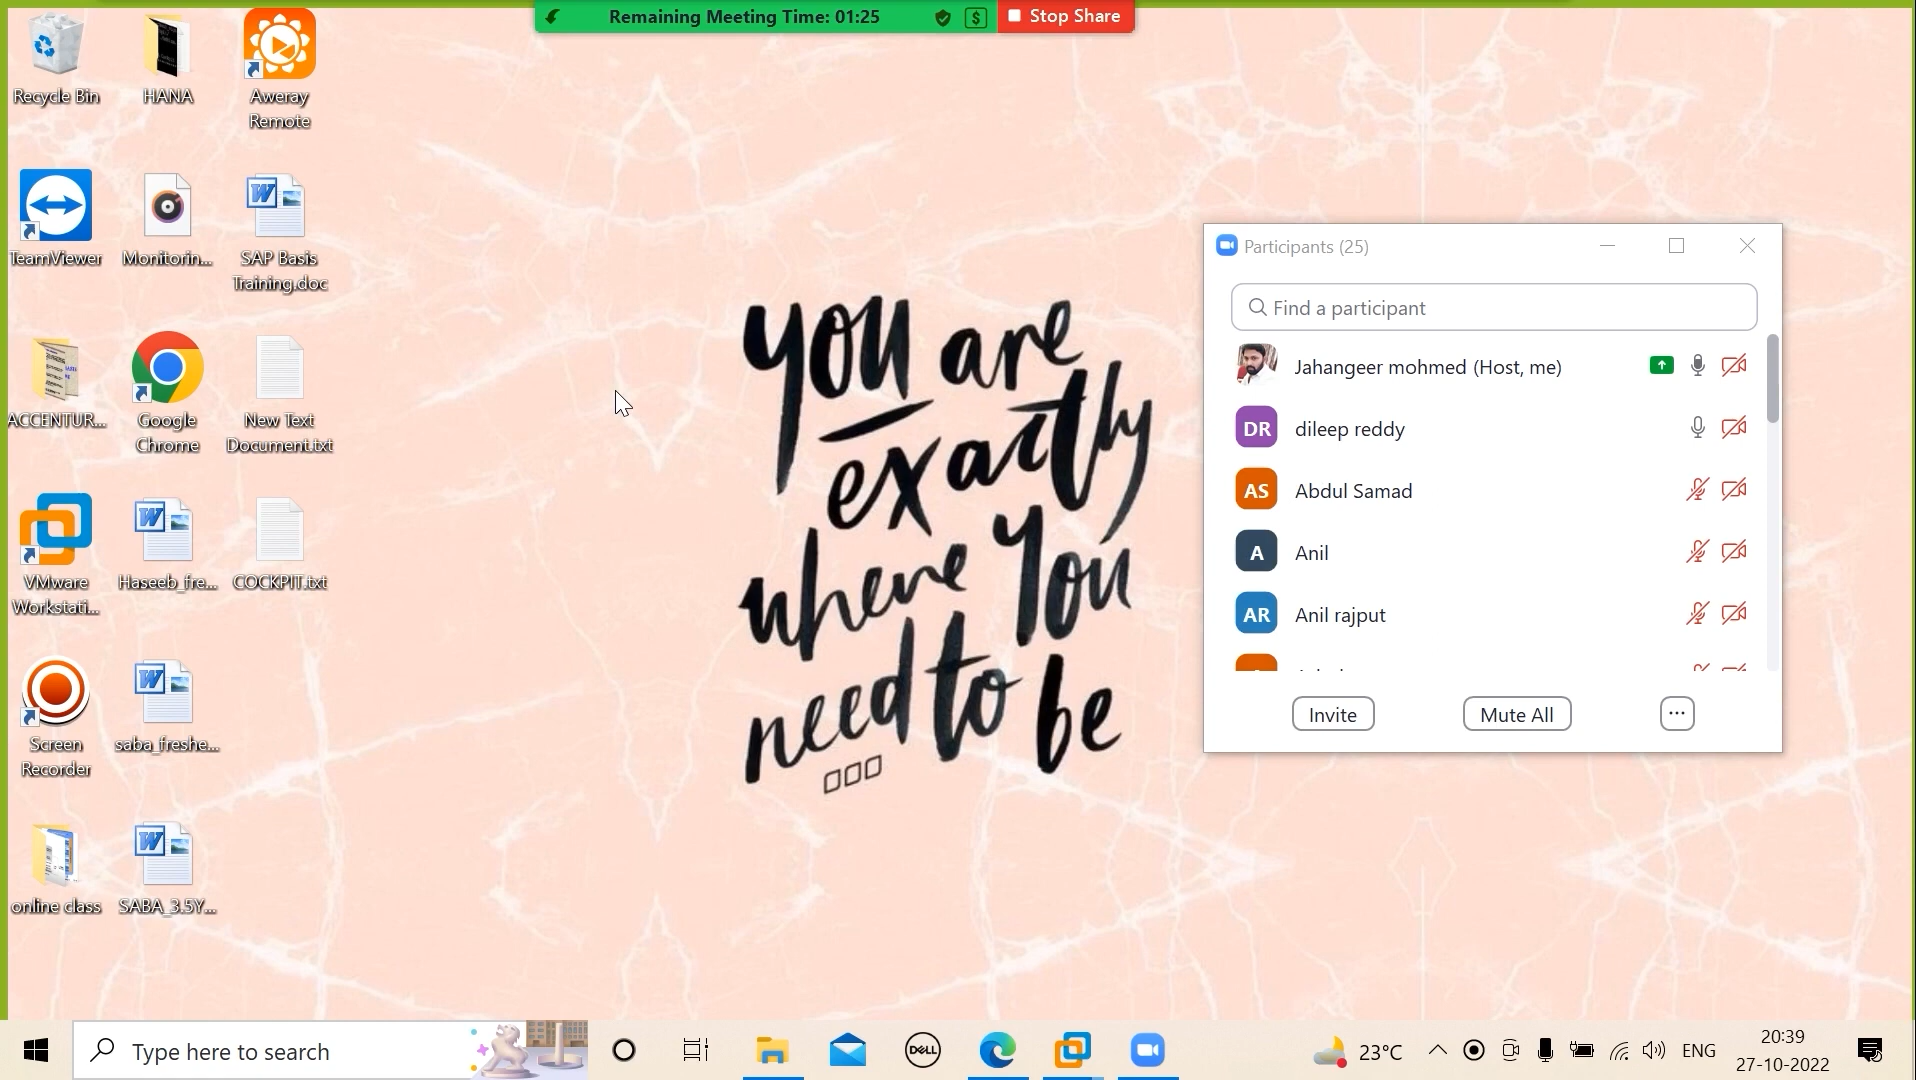 Remaining Meeting Time: 01:25
Stop Share
Recycle Bin
HANA
Aweray
Remote
TeamViewer
Monitorin...
SAP Basis
Training.doc
ACCENTUR...
Google
Chrome
New Text
Document.txt
VMware
Workstati...
Haseeb_fre...
COCKPIT.txt
Screen
Recorder
saba_freshe...
online class
SABA_3.5Y...
you are
exactly
where you
need to be
Participants (25)
Find a participant
Jahangeer mohmed (Host, me)
DR dileep reddy
AS Abdul Samad
A Anil
AR Anil rajput
Invite
Mute All
Type here to search
DELL
23°C
ENG
20:39
27-10-2022